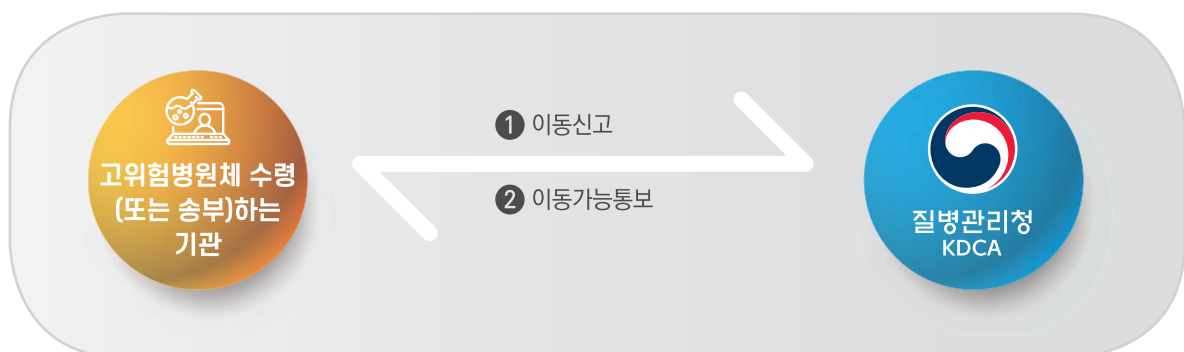 고위험병원체 수령
(또는 송부)하는
기관
❶ 이동신고
❷ 이동가능통보
질병관리청
KDCA